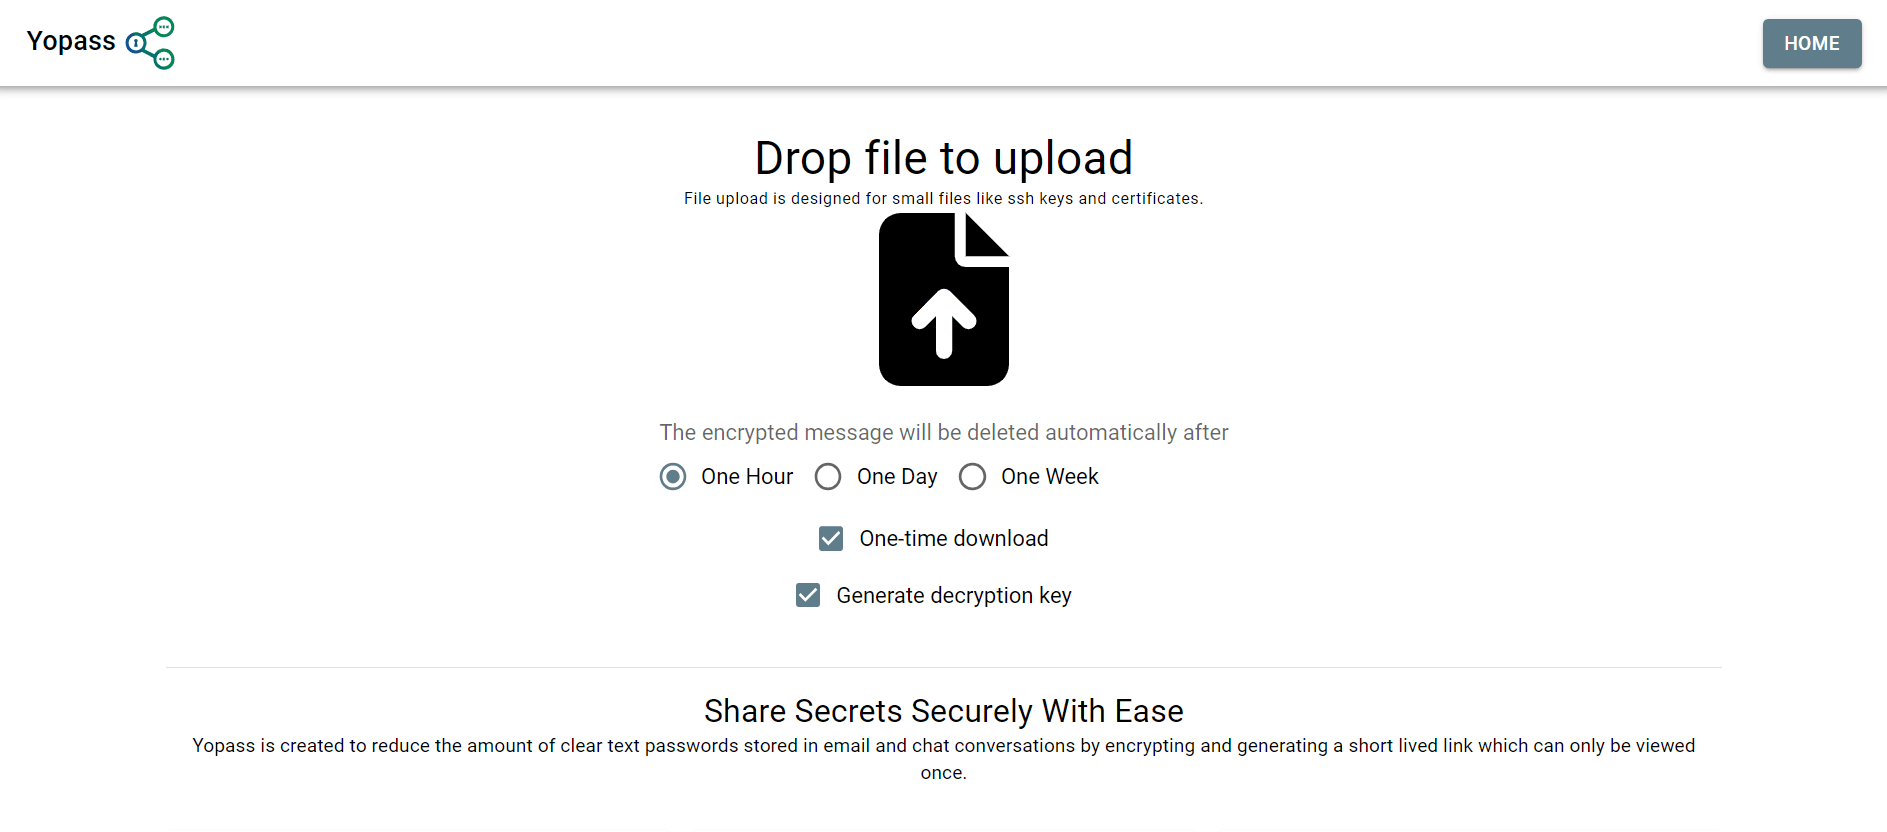 Yopass
HOME
Drop file to upload
File upload is designed for small files like ssh keys and certificates.
The encrypted message will be deleted automatically after
One Hour One Day One Week
One-time download
Generate decryption key
Share Secrets Securely With Ease
Yopass is created to reduce the amount of clear text passwords stored in email and chat conversations by encrypting and generating a short lived link which can only be viewed
once.